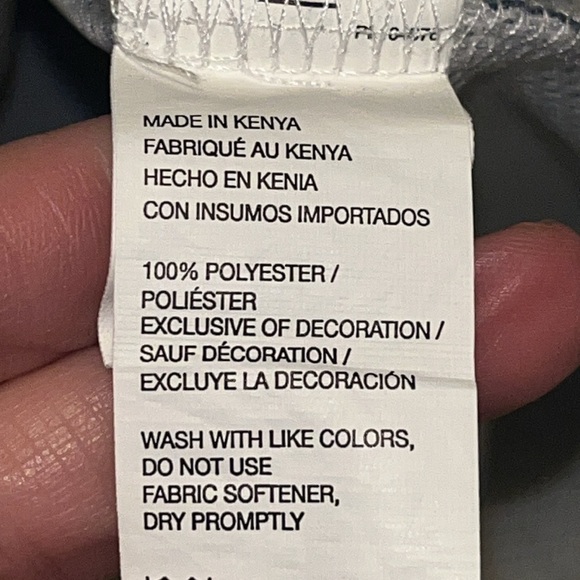 MADE IN KENYA
FABRIQUÉ AU KENYA
HECHO EN KENIA
CON INSUMOS IMPORTADOS
100% POLYESTER /
POLIÉSTER
EXCLUSIVE OF DECORATION /
SAUF DÉCORATION /
EXCLUYE LA DECORACIÓN
WASH WITH LIKE COLORS,
DO NOT USE
FABRIC SOFTENER,
DRY PROMPTLY